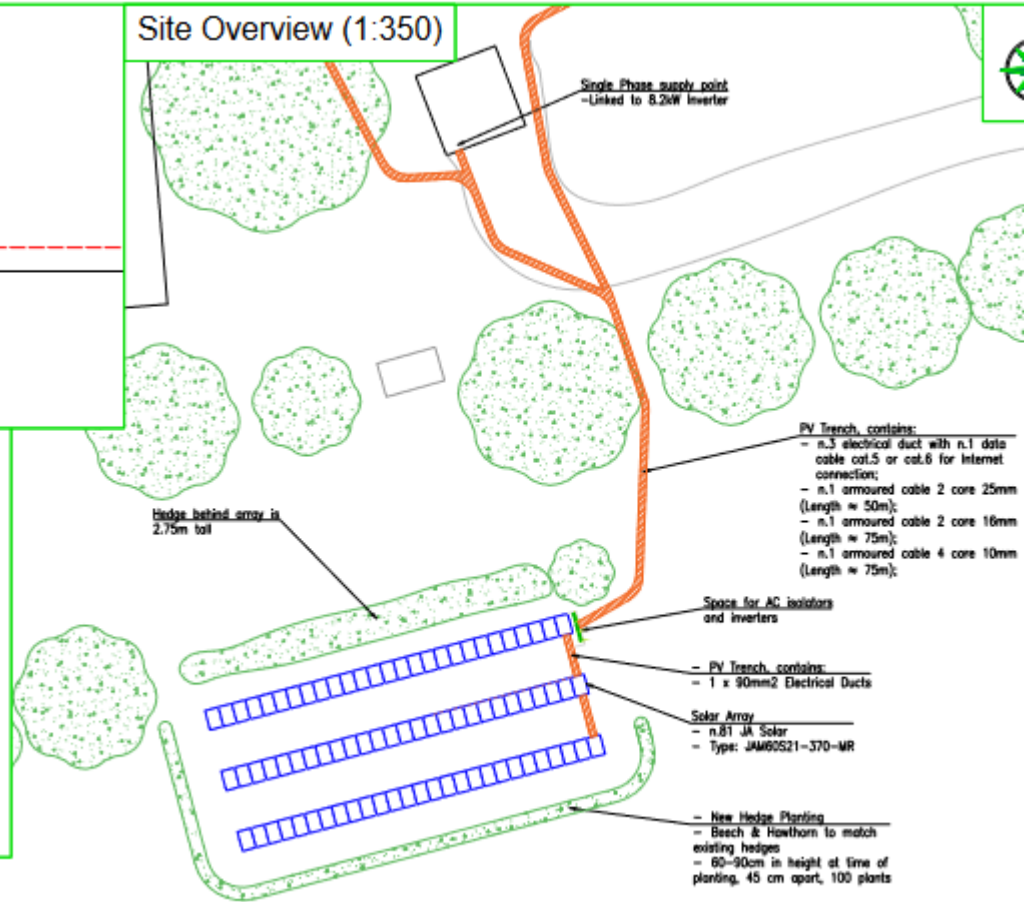 Site Overview (1:350)
Single Phase supply point
-Linked to 8.2kW Inverter
PV Trench, contains:
- n.3 electrical duct with n.1 data
cable cat.5 or cat.6 for Internet
connection;
- n.1 armoured cable 2 core 25mm
(Length ≈ 50m);
- n.1 armoured cable 2 core 16mm
(Length ≈ 75m);
- n.1 armoured cable 4 core 10mm
(Length ≈ 75m);
Hedge behind array is
2.75m tall
Space for AC isolators
and inverters
- PV Trench, contains:
- 1 x 90mm2 Electrical Ducts
Solar Array
- n.81 JA Solar
- Type: JAM60S21-370-MR
- New Hedge Planting
- Beech & Hawthorn to match
existing hedges
- 60-90cm in height at time of
planting, 45 cm apart, 100 plants